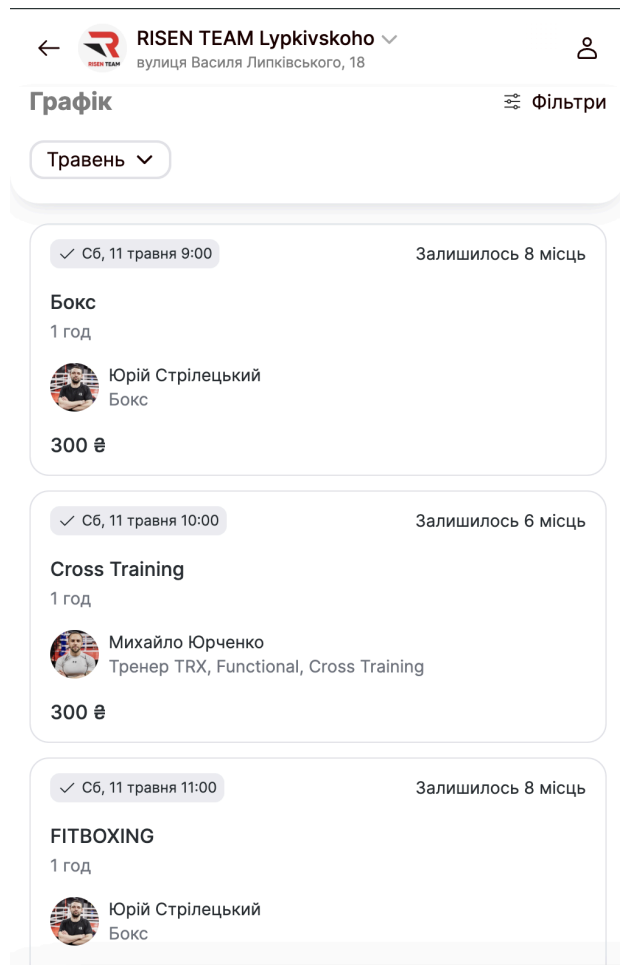 RISEN TEAM Lypkivskoho
RISEN TEAM
вулиця Василя Липківського, 18
Графік
Фільтри
Травень
Сб, 11 травня 9:00
Залишилось 8 місць
Бокс
1 год
Юрій Стрілецький
Бокс
300 ₴
Сб, 11 травня 10:00
Залишилось 6 місць
Cross Training
1 год
Михайло Юрченко
Тренер TRX, Functional, Cross Training
300 ₴
Сб, 11 травня 11:00
Залишилось 8 місць
FITBOXING
1 год
Юрій Стрілецький
Бокс